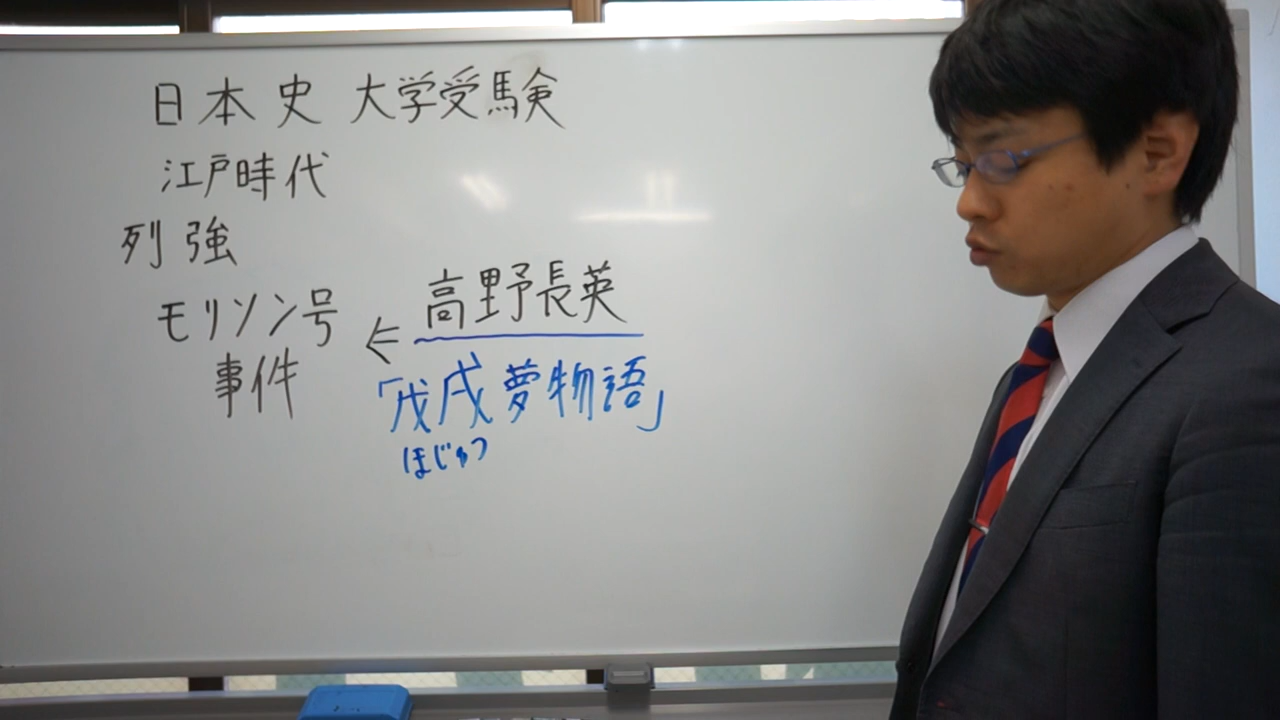 日本史 大学受験
江戸時代
列強
モリソン号
事件
← 高野長英
「戊戌夢物語」
ほじゅつ